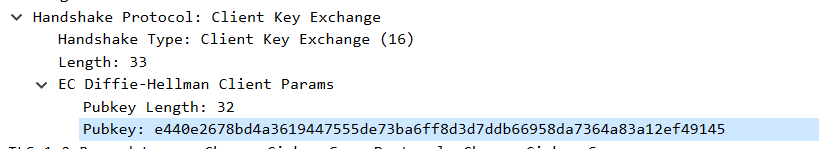 Handshake Protocol: Client Key Exchange
Handshake Type: Client Key Exchange (16)
Length: 33
EC Diffie-Hellman Client Params
Pubkey Length: 32
Pubkey: e440e2678bd4a3619447555de73ba6ff8d3d7ddb66958da7364a83a12ef49145